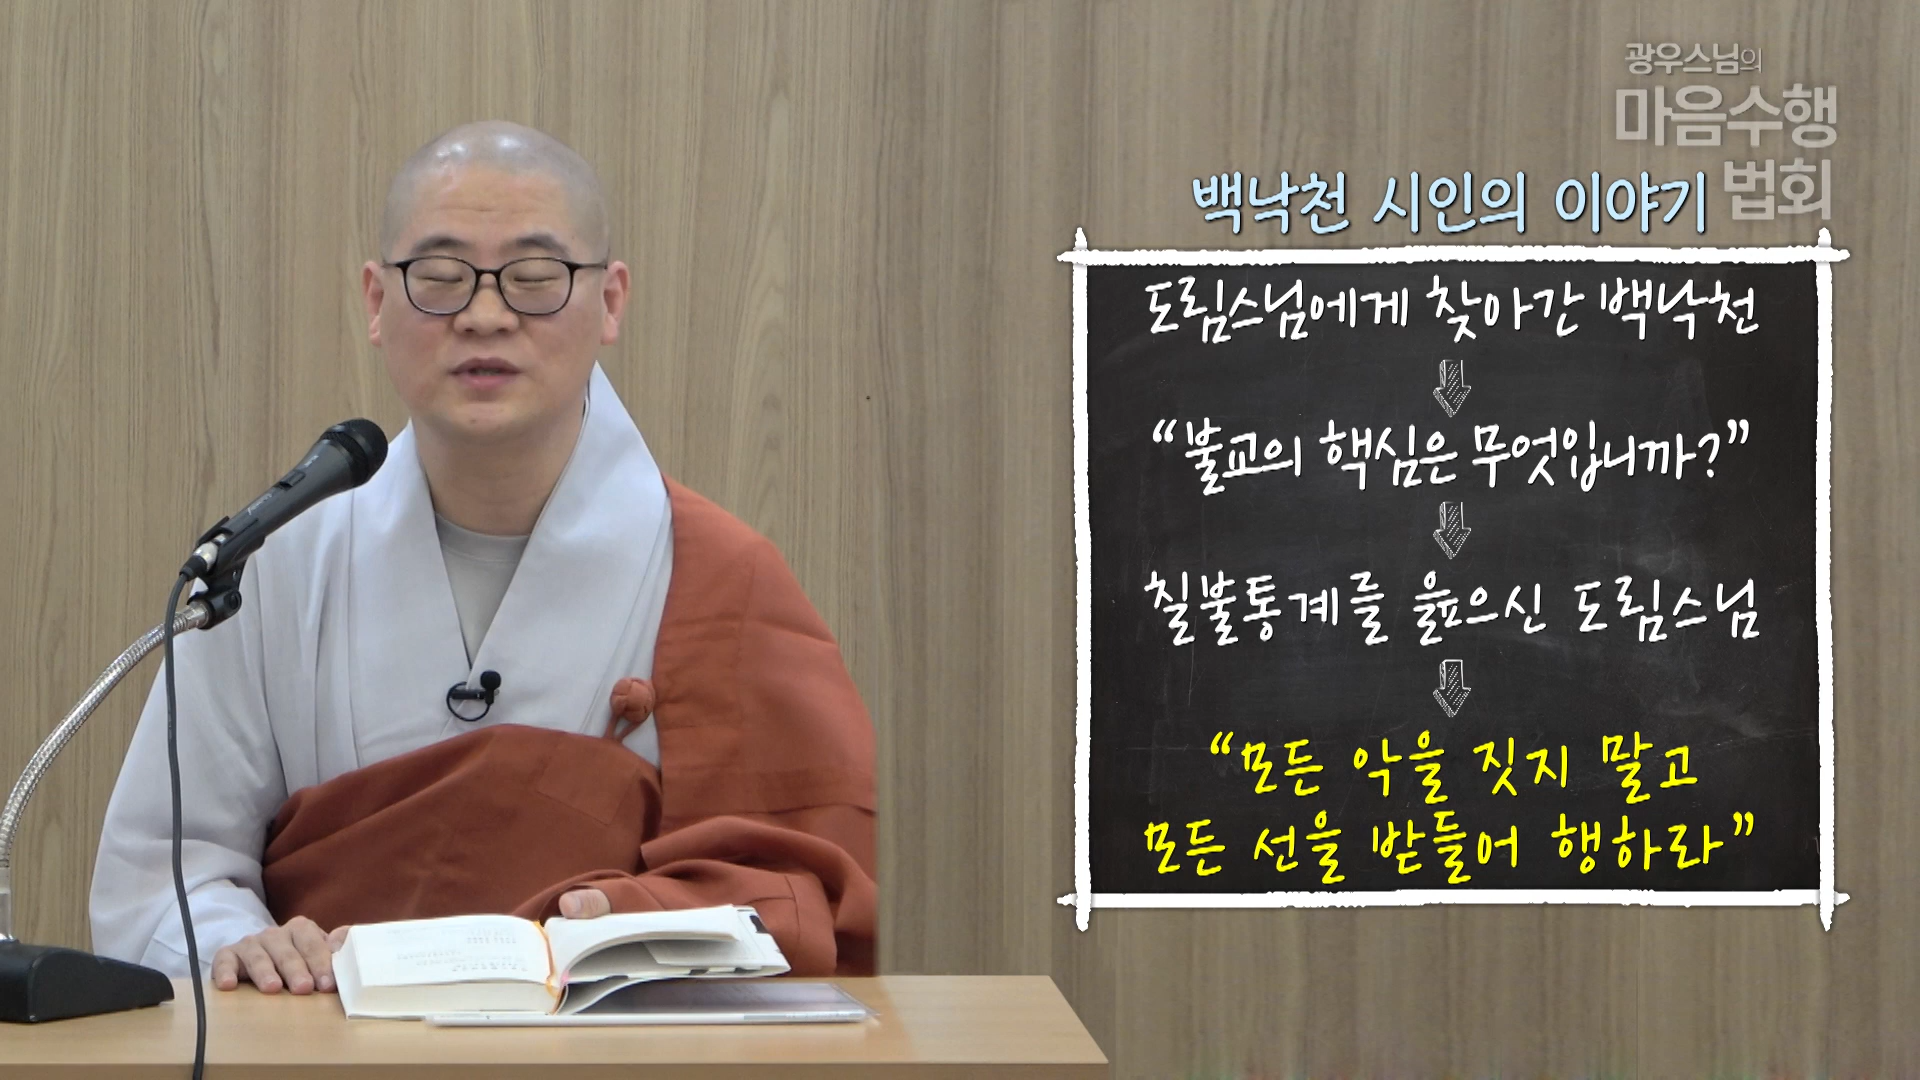 광우스님의
마음수행
법회
백낙천 시인의 이야기
도림스님에게 찾아간 백낙천
“불교의 핵심은 무엇입니까?”
칠불통계를 읊으신 도림스님
“모든 악을 짓지 말고
모든 선을 받들어 행하라”